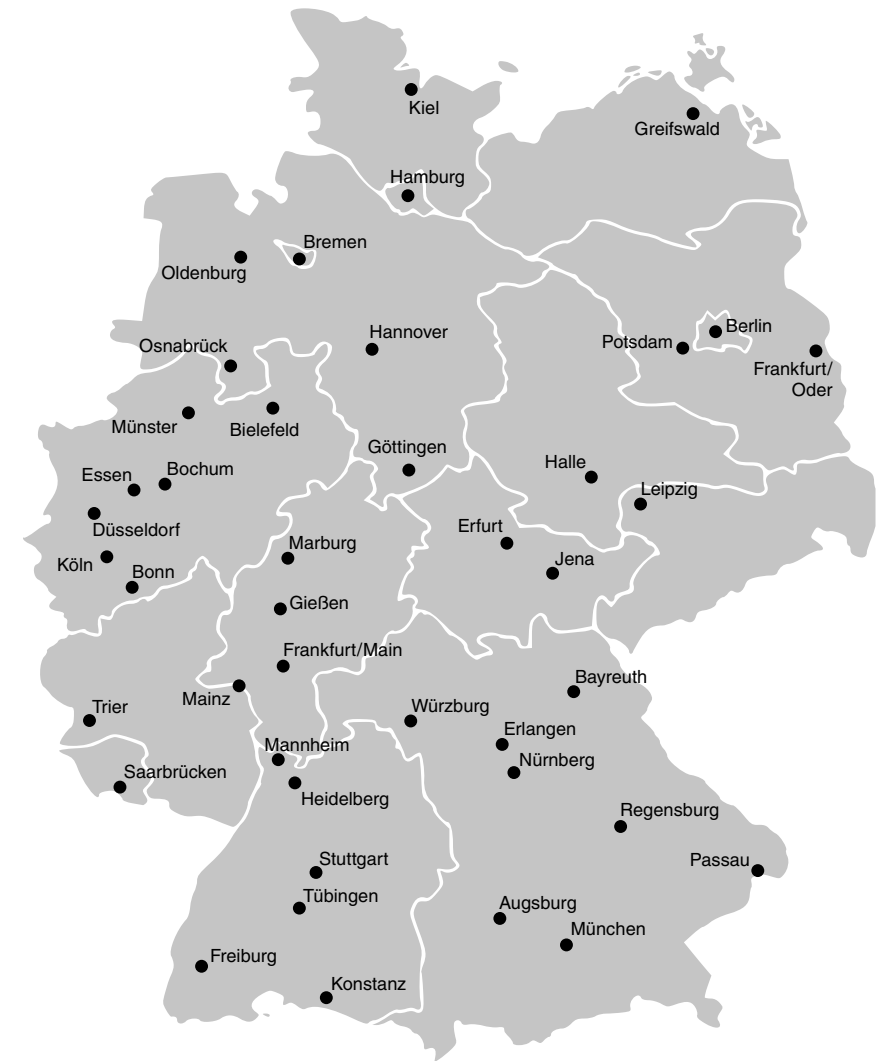 Kiel
Greifswald
Hamburg
Bremen
Oldenburg
Hannover
Berlin
Potsdam
Osnabrück
Frankfurt/
Oder
Münster
Bielefeld
Göttingen
Halle
Essen
Bochum
Leipzig
Düsseldorf
Erfurt
Marburg
Köln
Jena
Bonn
Gießen
Frankfurt/Main
Bayreuth
Mainz
Trier
Würzburg
Erlangen
Mannheim
Nürnberg
Saarbrücken
Heidelberg
Regensburg
Stuttgart
Passau
Tübingen
Augsburg
München
Freiburg
Konstanz